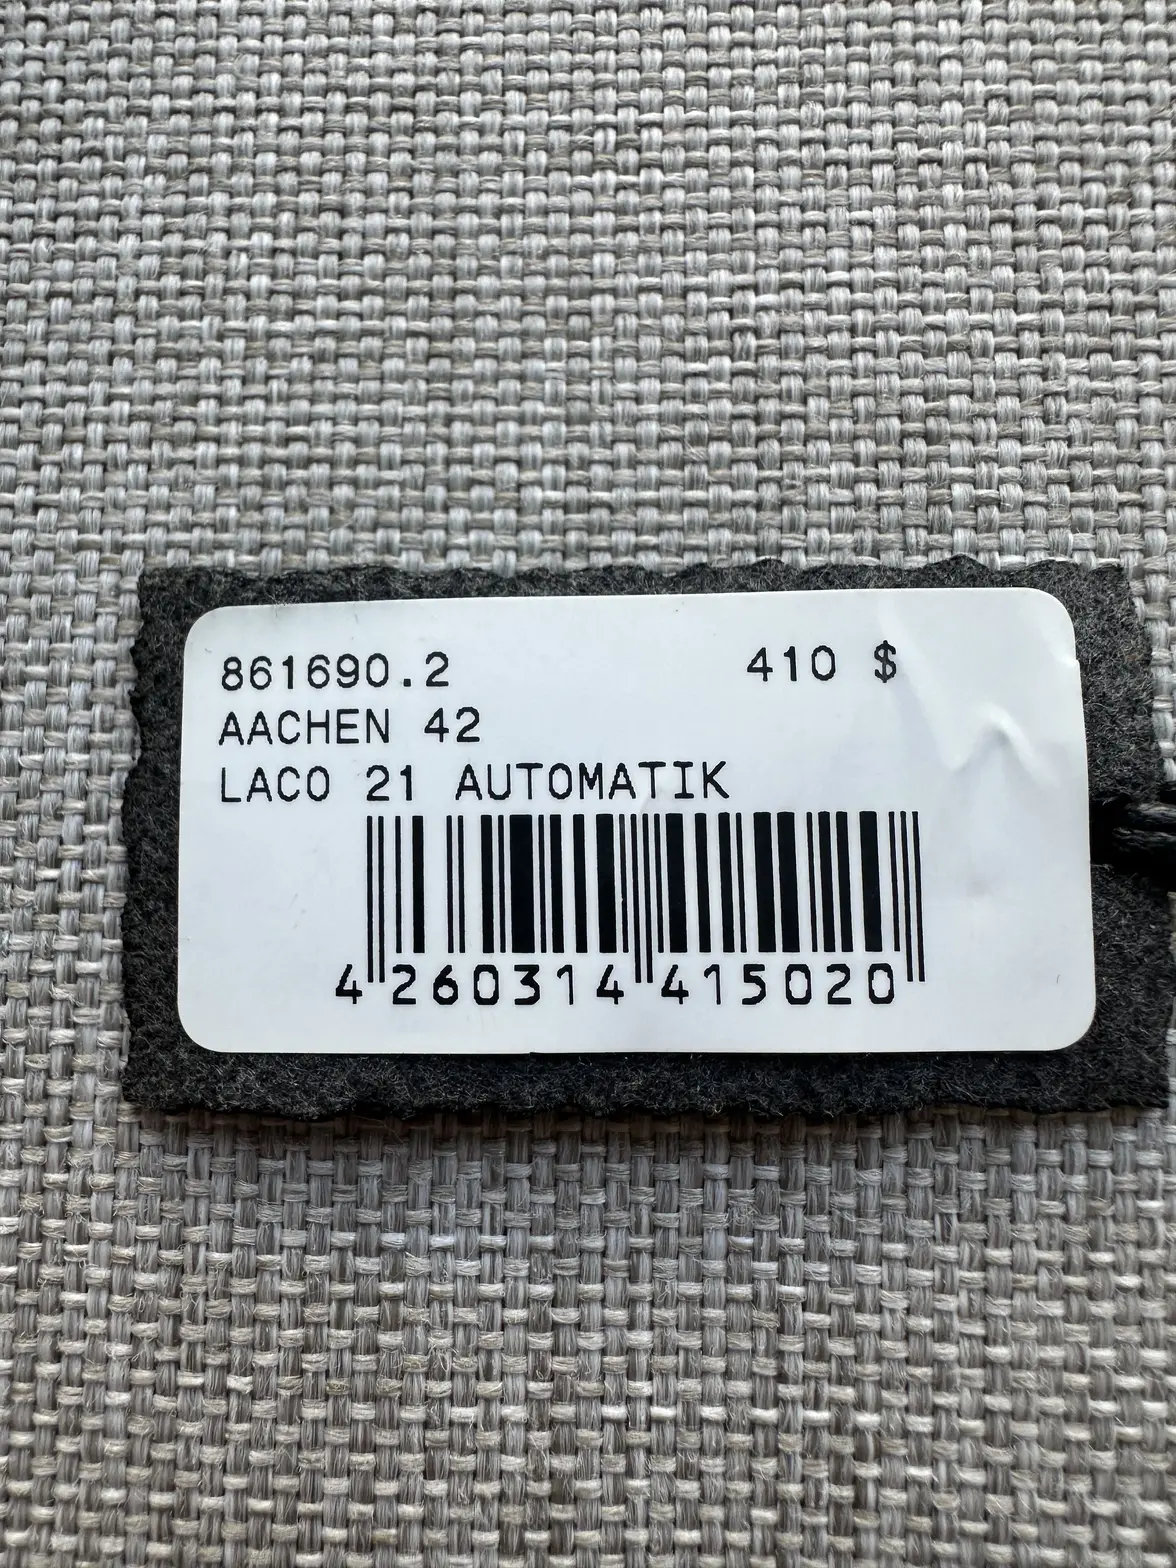 861690.2 410 $
AACHEN 42
LACO 21 AUTOMATIK
4 260314 415020